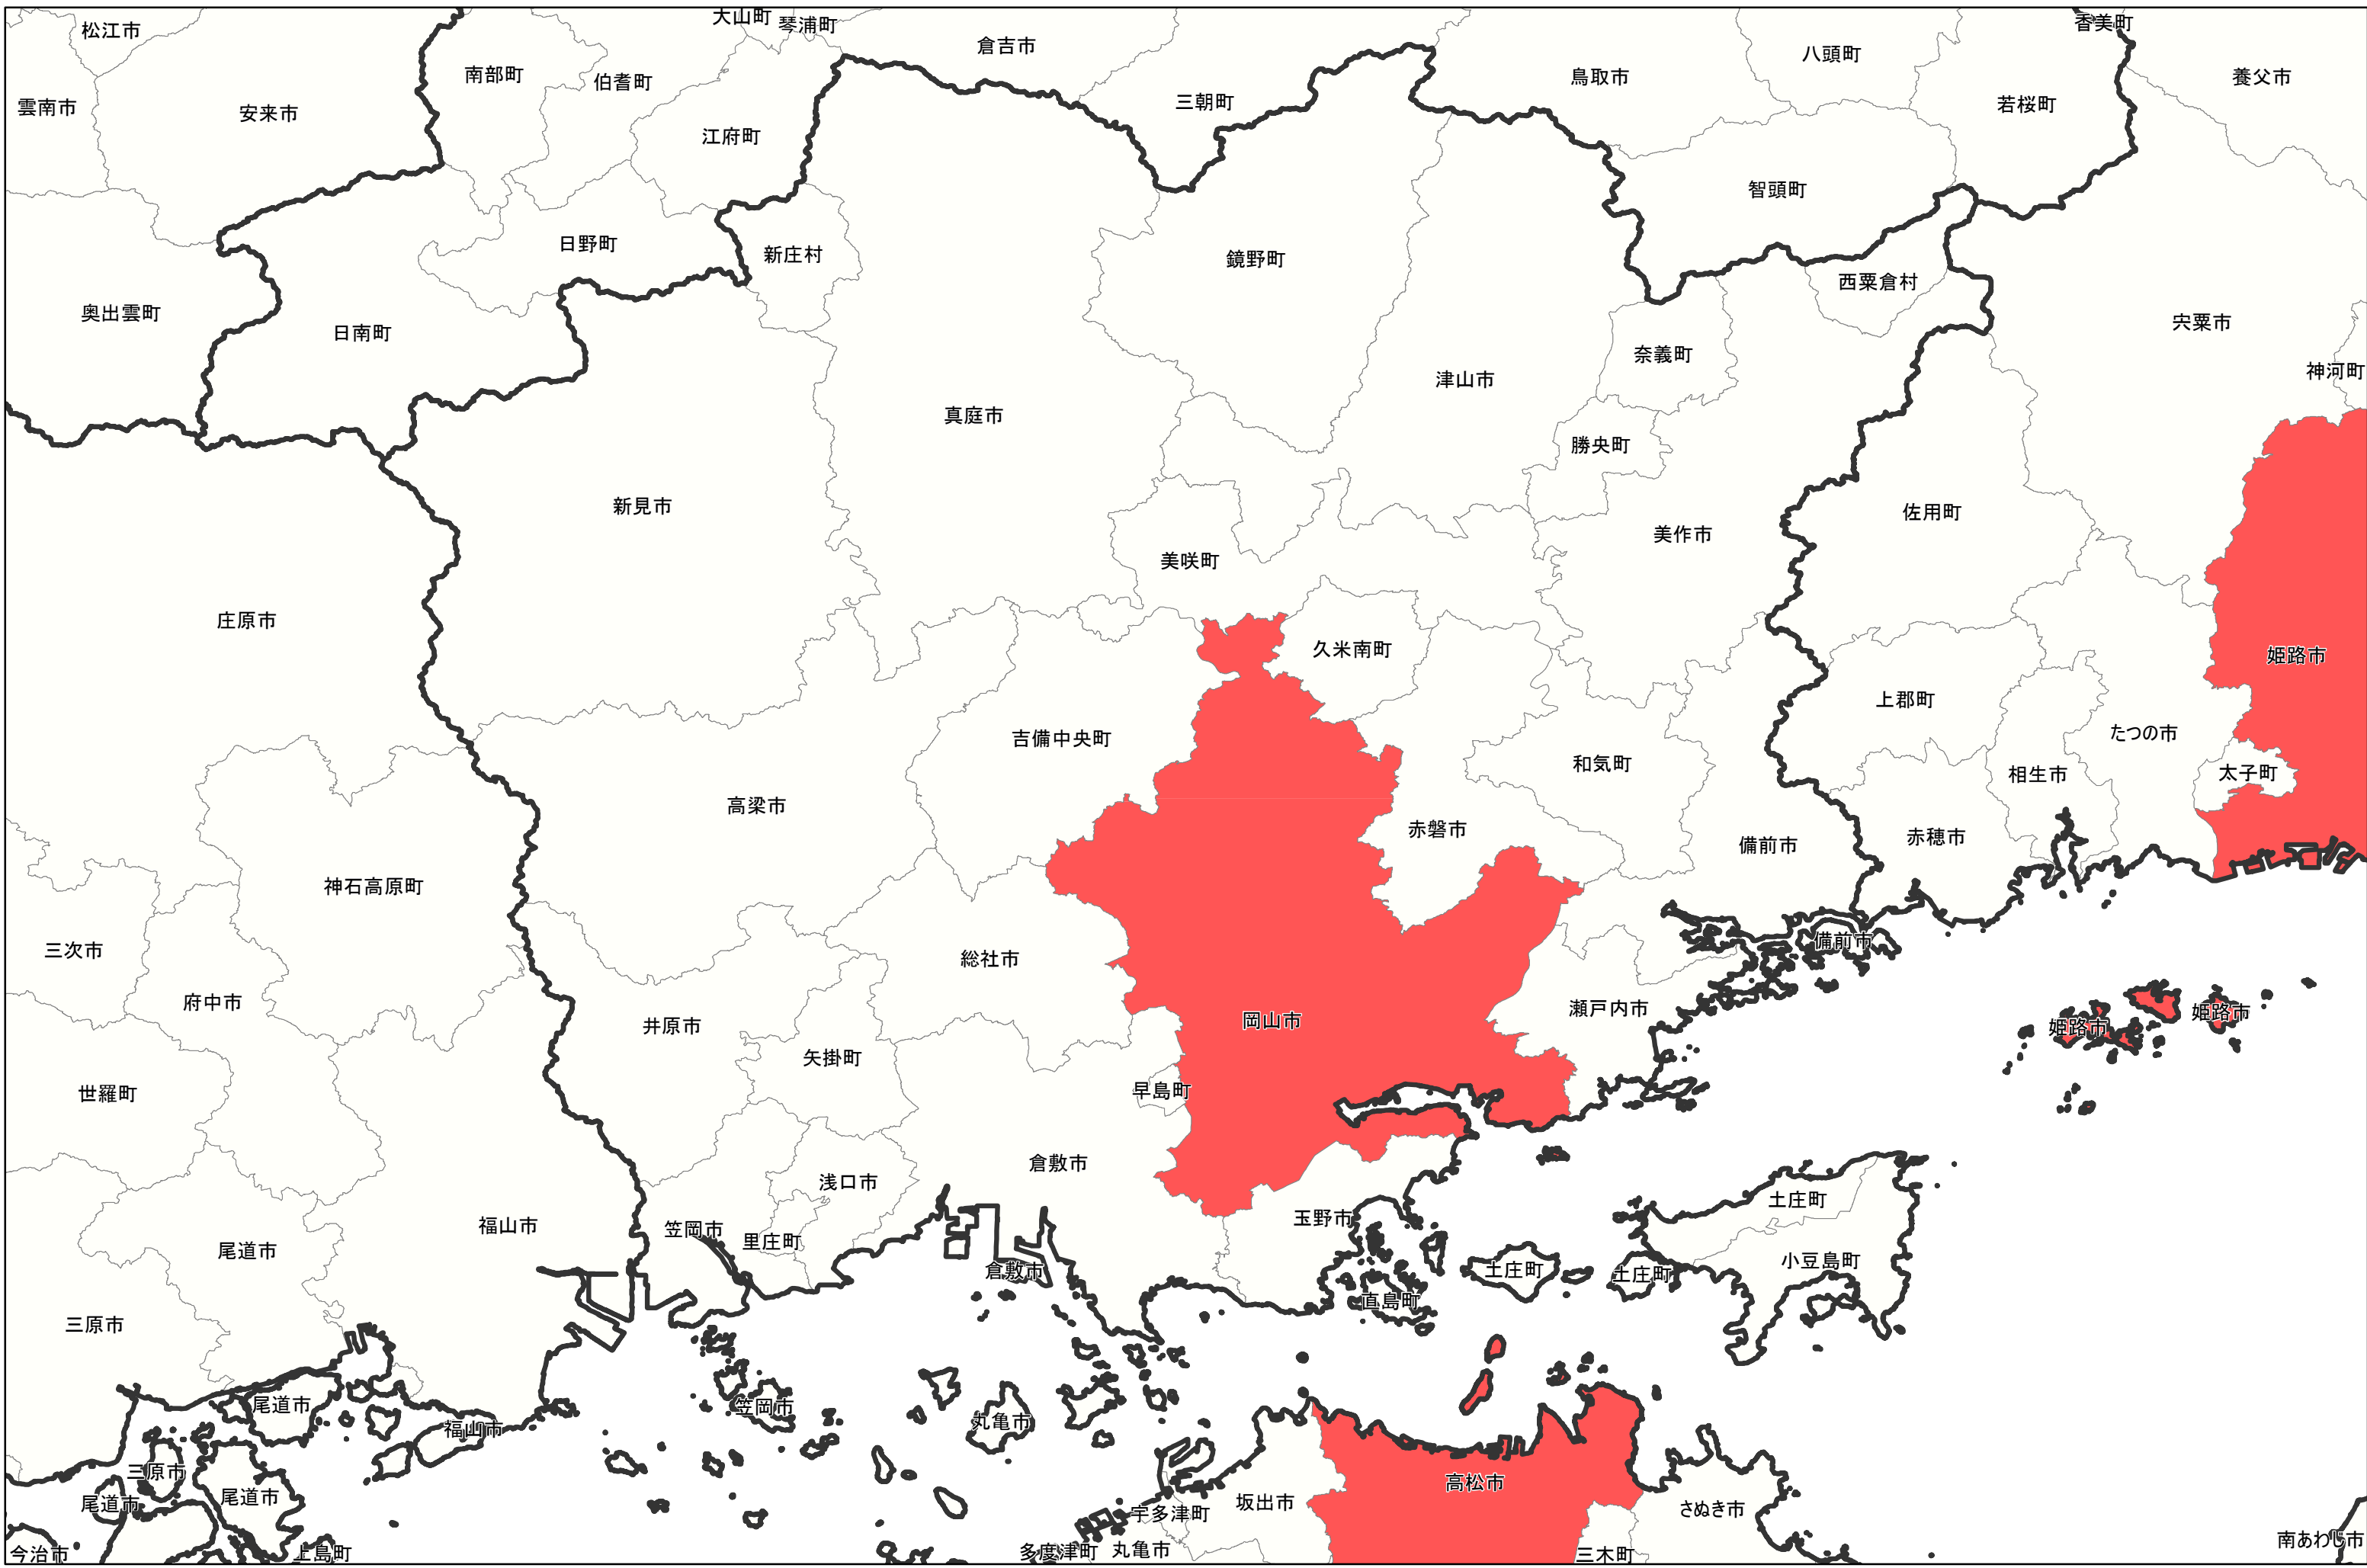 松江市
大山町
琴浦町
倉吉市
香美町
南部町
伯耆町
八頭町
鳥取市
養父市
雲南市
安来市
三朝町
若桜町
江府町
智頭町
日野町
新庄村
鏡野町
西粟倉村
奥出雲町
日南町
宍粟市
奈義町
神河町
津山市
真庭市
勝央町
新見市
佐用町
美作市
美咲町
庄原市
久米南町
姫路市
上郡町
吉備中央町
たつの市
和気町
相生市
太子町
高梁市
赤磐市
赤穂市
備前市
神石高原町
三次市
総社市
備前市
府中市
瀬戸内市
姫路市
岡山市
井原市
姫路市
矢掛町
世羅町
早島町
倉敷市
浅口市
土庄町
玉野市
福山市
笠岡市
里庄町
尾道市
小豆島町
倉敷市
土庄町
土庄町
直島町
三原市
尾道市
笠岡市
丸亀市
福山市
三原市
高松市
尾道市
尾道市
坂出市
さぬき市
宇多津町
南あわじ市
今治市
上島町
多度津町
丸亀市
三木町